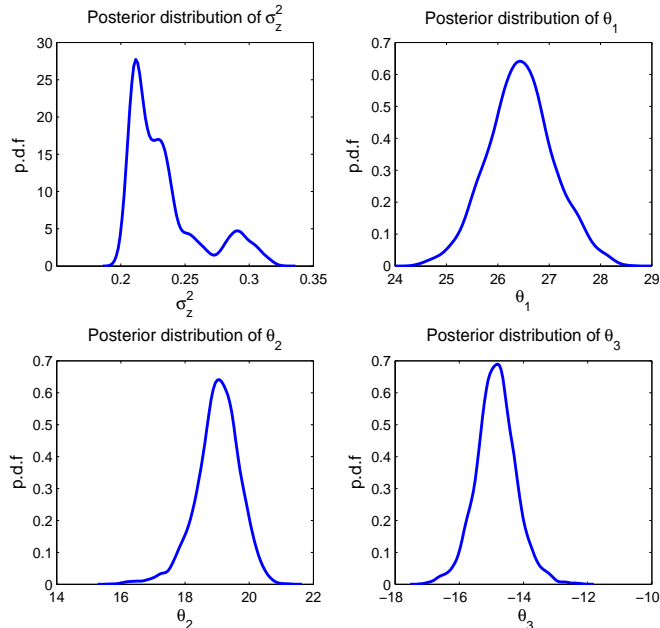 Posterior distribution of σ_z^2
30
25
20
15
10
5
0
p.d.f
0.2 0.25 0.3 0.35
σ_z^2
Posterior distribution of θ_1
0.7
0.6
0.5
0.4
0.3
0.2
0.1
0
p.d.f
24 25 26 27 28 29
θ_1
Posterior distribution of θ_2
0.7
0.6
0.5
0.4
0.3
0.2
0.1
0
p.d.f
14 16 18 20 22
θ_2
Posterior distribution of θ_3
0.7
0.6
0.5
0.4
0.3
0.2
0.1
0
p.d.f
−18 −16 −14 −12 −10
θ_3